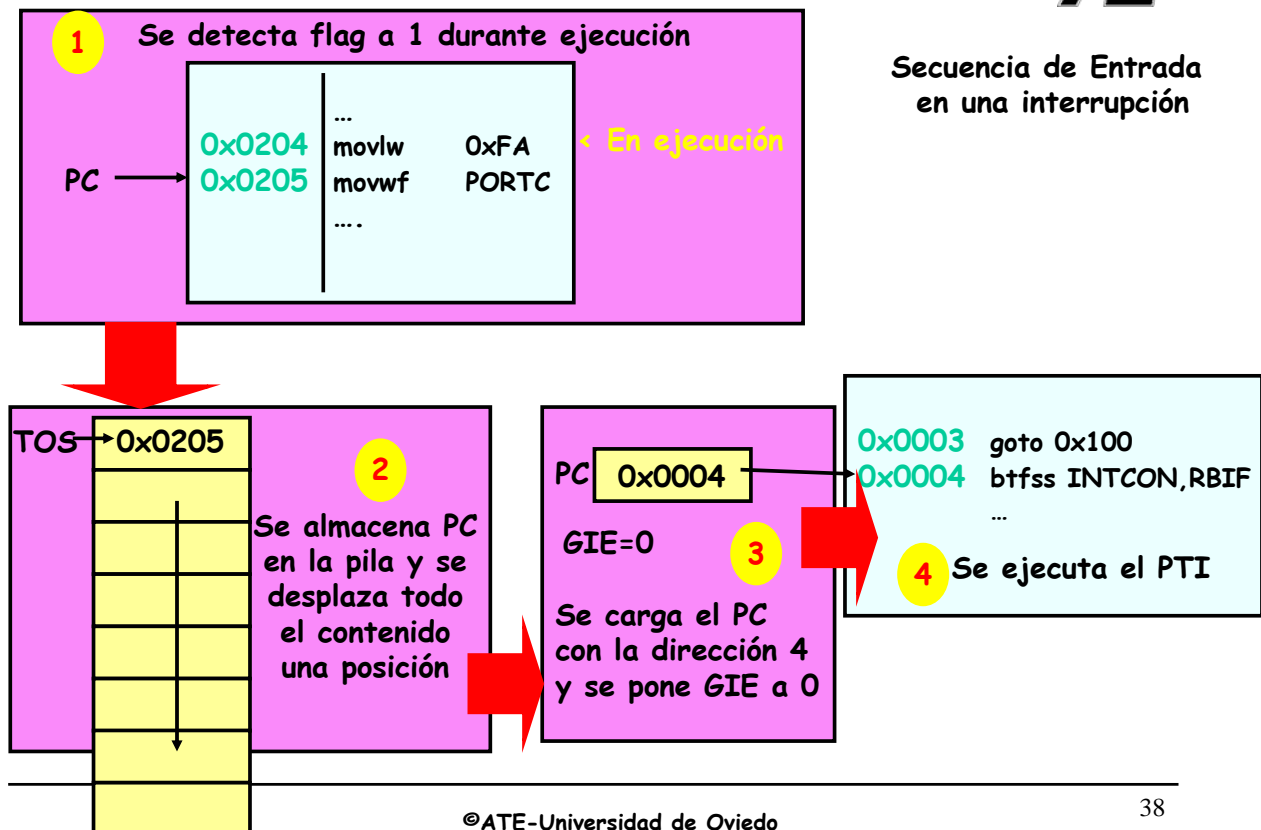 1
Se detecta flag a 1 durante ejecución
Secuencia de Entrada
en una interrupción
…
0x0204 movlw 0xFA < En ejecución
PC 0x0205 movwf PORTC
….
TOS 0x0205
2
Se almacena PC
en la pila y se
desplaza todo
el contenido
una posición
PC 0x0004
GIE=0
3
Se carga el PC
con la dirección 4
y se pone GIE a 0
0x0003 goto 0x100
0x0004 btfss INTCON,RBIF
…
4 Se ejecuta el PTI
©ATE-Universidad de Oviedo
38